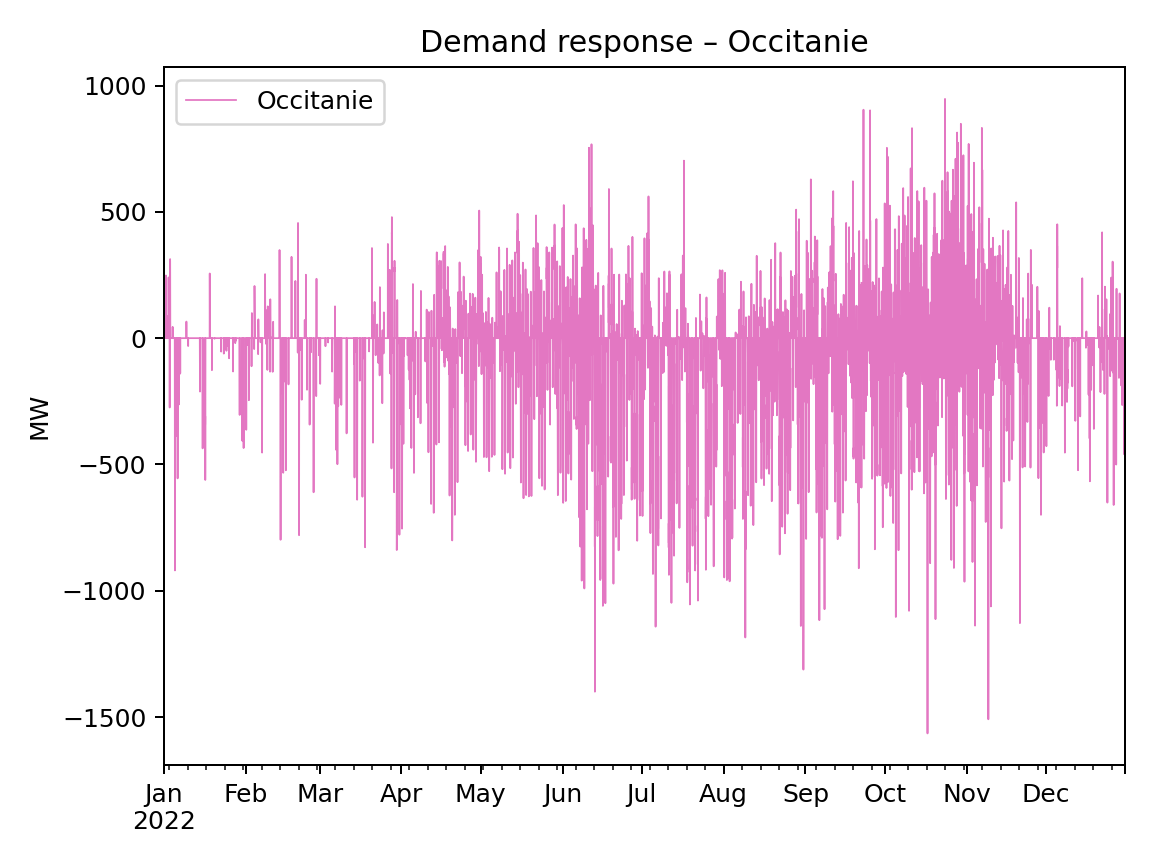 Demand response – Occitanie
Occitanie
MW
1000
500
0
−500
−1000
−1500
Jan Feb Mar Apr May Jun Jul Aug Sep Oct Nov Dec
2022